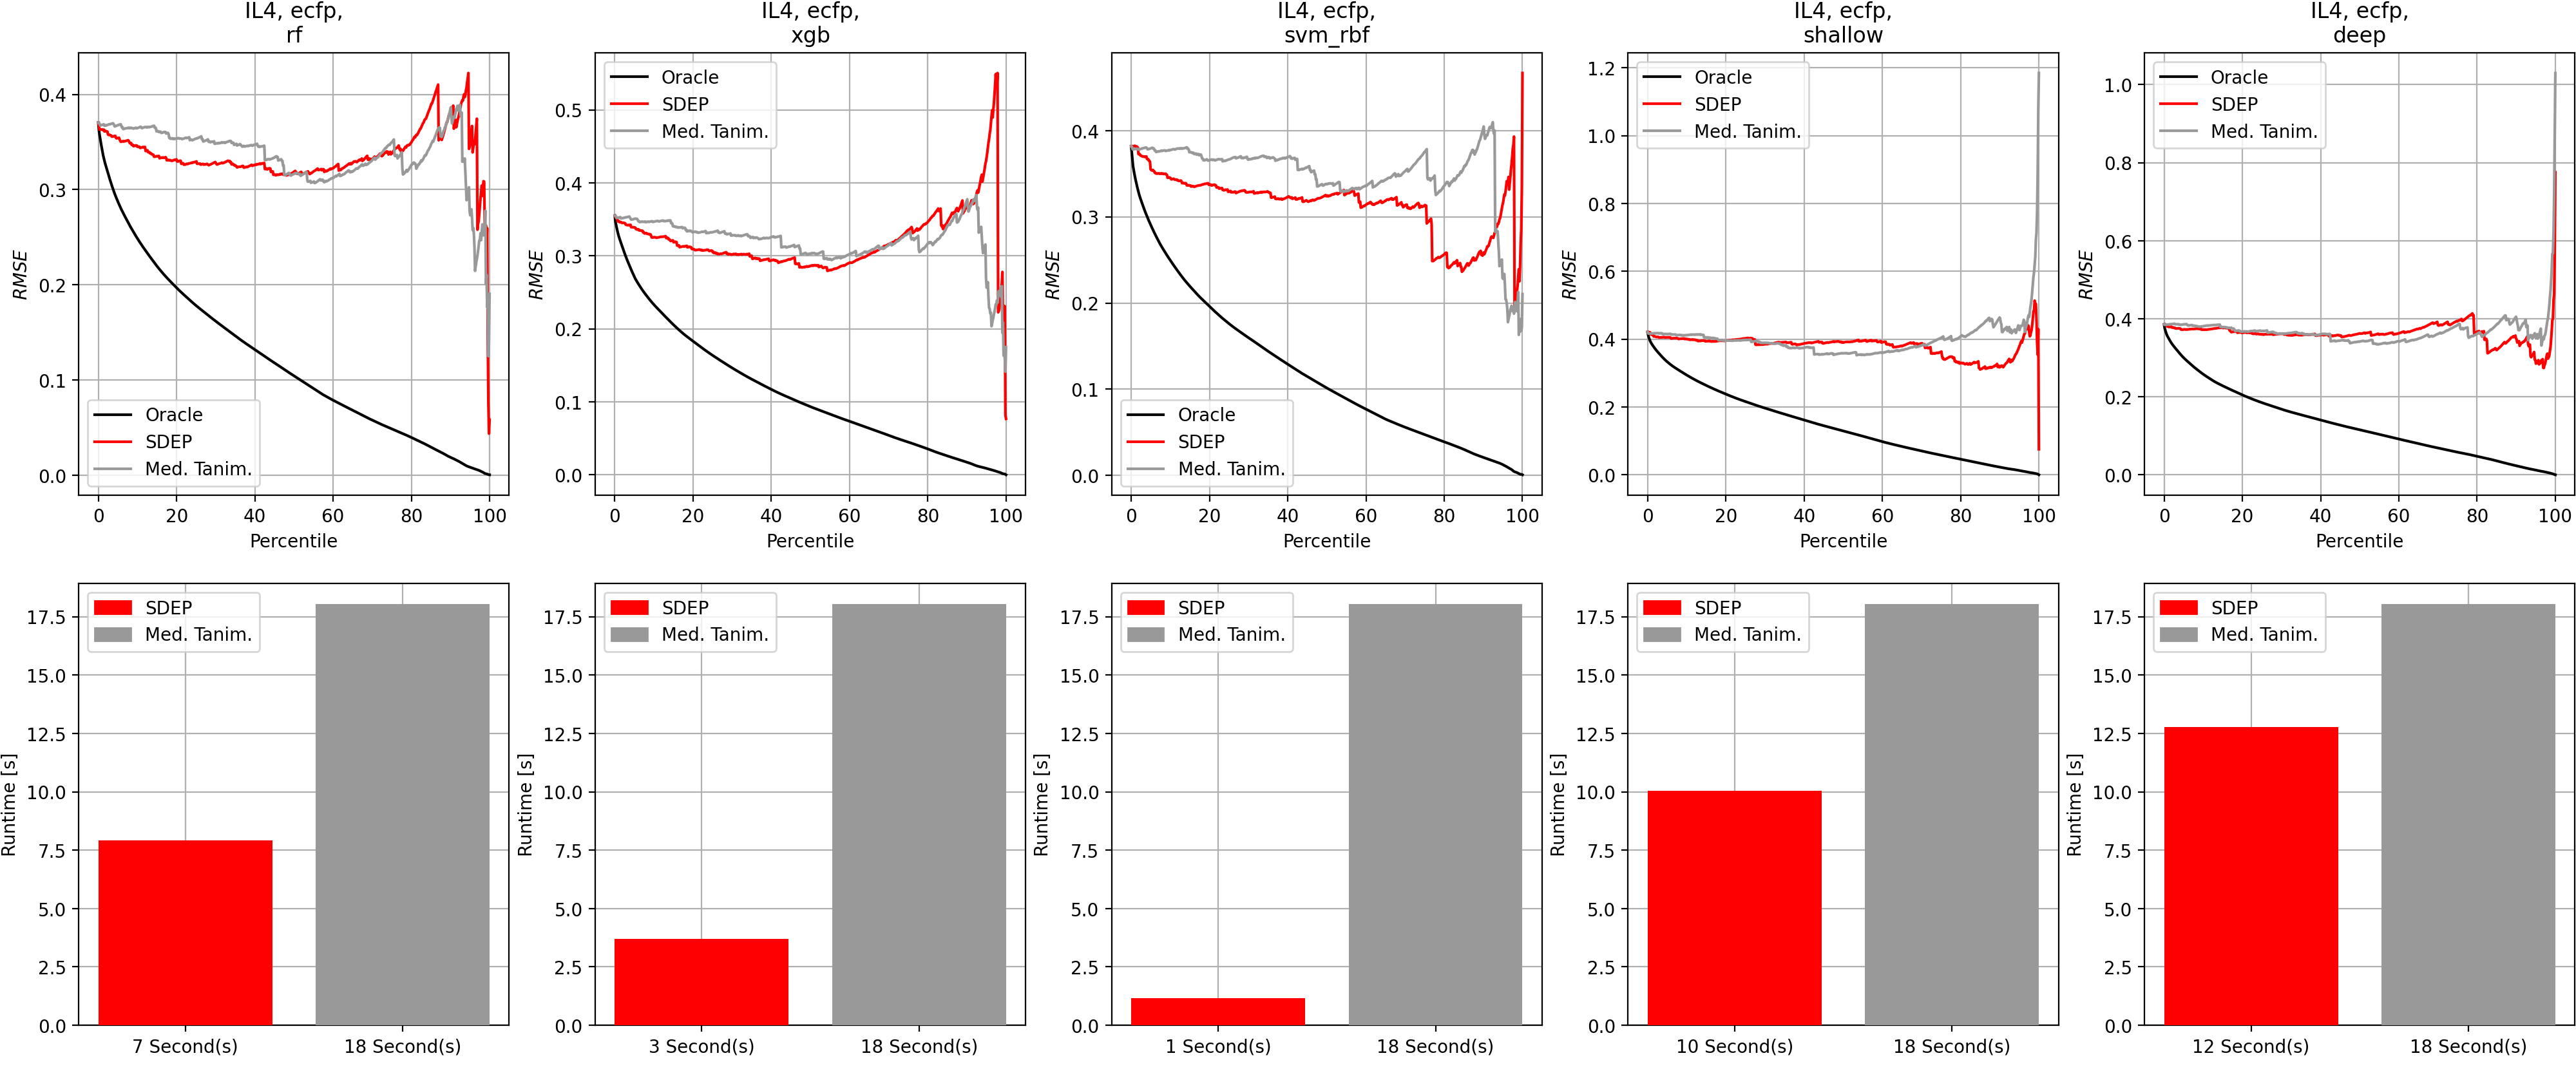 IL4, ecfp,
rf
RMSE
0.4
0.3
0.2
0.1
0.0
Oracle
SDEP
Med. Tanim.
0 20 40 60 80 100
Percentile
IL4, ecfp,
xgb
RMSE
0.5
0.4
0.3
0.2
0.1
0.0
Oracle
SDEP
Med. Tanim.
0 20 40 60 80 100
Percentile
IL4, ecfp,
svm_rbf
RMSE
0.4
0.3
0.2
0.1
0.0
Oracle
SDEP
Med. Tanim.
0 20 40 60 80 100
Percentile
IL4, ecfp,
shallow
RMSE
1.2
1.0
0.8
0.6
0.4
0.2
0.0
Oracle
SDEP
Med. Tanim.
0 20 40 60 80 100
Percentile
IL4, ecfp,
deep
RMSE
1.0
0.8
0.6
0.4
0.2
0.0
Oracle
SDEP
Med. Tanim.
0 20 40 60 80 100
Percentile
Runtime [s]
17.5
15.0
12.5
10.0
7.5
5.0
2.5
0.0
SDEP
Med. Tanim.
7 Second(s) 18 Second(s)
Runtime [s]
17.5
15.0
12.5
10.0
7.5
5.0
2.5
0.0
SDEP
Med. Tanim.
3 Second(s) 18 Second(s)
Runtime [s]
17.5
15.0
12.5
10.0
7.5
5.0
2.5
0.0
SDEP
Med. Tanim.
1 Second(s) 18 Second(s)
Runtime [s]
17.5
15.0
12.5
10.0
7.5
5.0
2.5
0.0
SDEP
Med. Tanim.
10 Second(s) 18 Second(s)
Runtime [s]
17.5
15.0
12.5
10.0
7.5
5.0
2.5
0.0
SDEP
Med. Tanim.
12 Second(s) 18 Second(s)